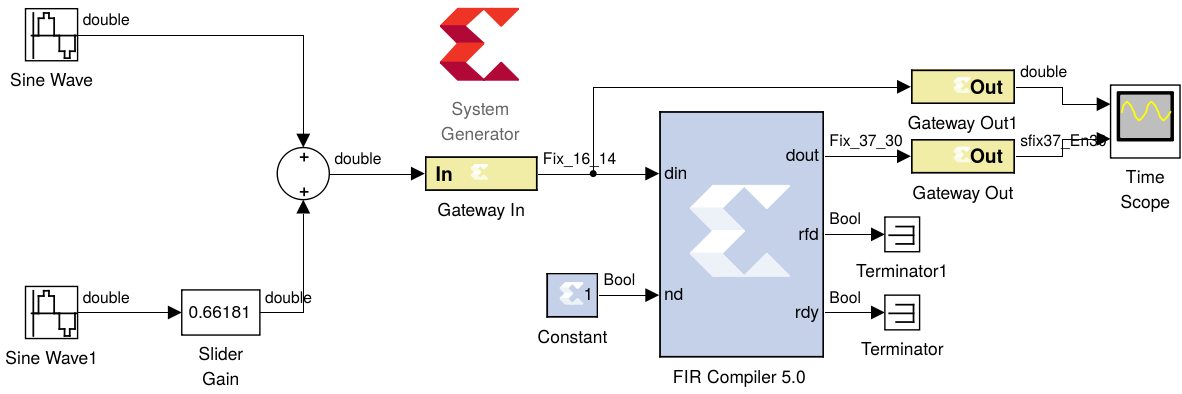 double
Sine Wave
System
Generator
double
Out
Gateway Out1
double
+
+
double
In
Gateway In
Fix_16_14
din
dout
Fix_37_30
Out
sfix37_En30
Gateway Out
Time
Scope
rfd
Bool
Terminator1
nd
Bool
1
Constant
rdy
Bool
Terminator
FIR Compiler 5.0
double
Sine Wave1
0.66181
double
Slider
Gain